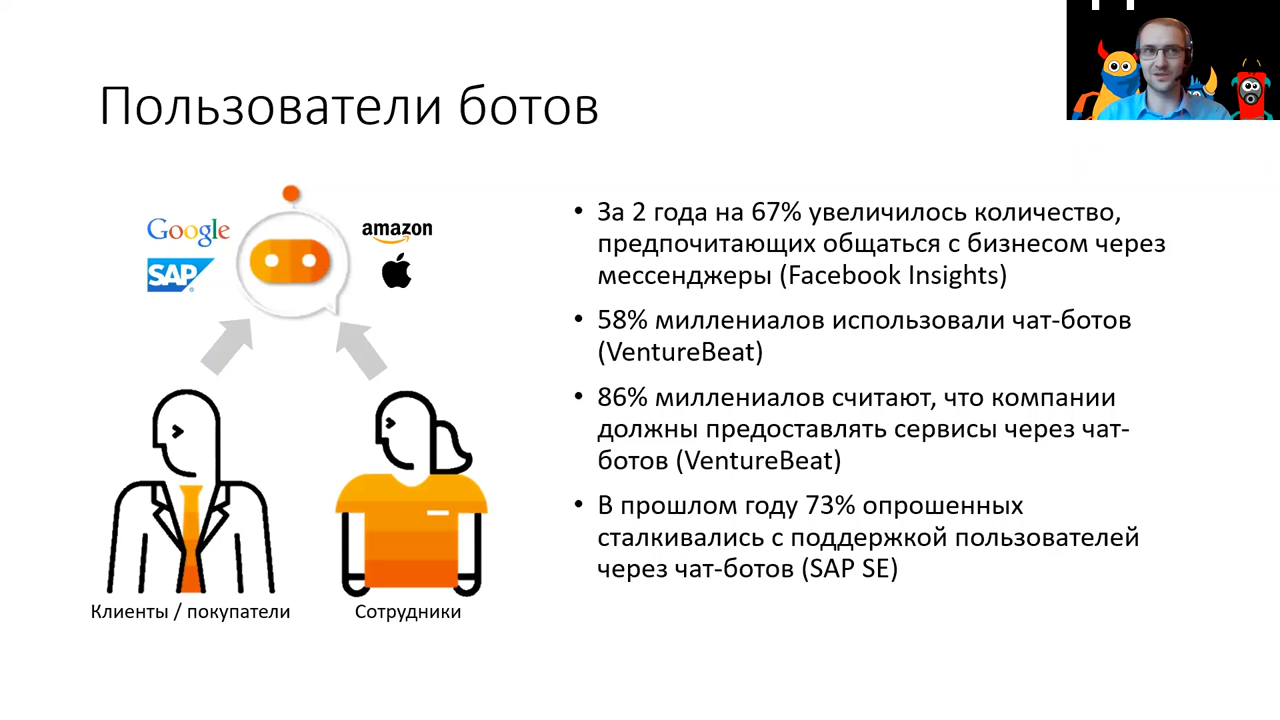 Пользователи ботов
Google
amazon
SAP
• За 2 года на 67% увеличилось количество,
предпочитающих общаться с бизнесом через
мессенджеры (Facebook Insights)
• 58% миллениалов использовали чат-ботов
(VentureBeat)
• 86% миллениалов считают, что компании
должны предоставлять сервисы через чат-
ботов (VentureBeat)
• В прошлом году 73% опрошенных
сталкивались с поддержкой пользователей
через чат-ботов (SAP SE)
Клиенты / покупатели
Сотрудники